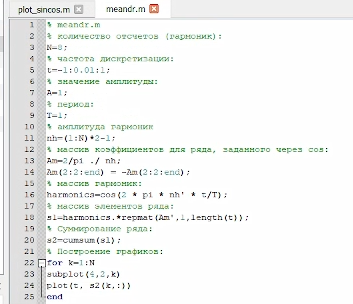 plot_sincos.m meandr.m
1 % meandr.m
2 % количество отсчетов (гармоник):
3 N=8;
4 % частота дискретизации:
5 t=-1:0.01:1;
6 % значение амплитуды:
7 A=1;
8 % период:
9 T=1;
10 % амплитуда гармоник
11 nh=(1:N)*2-1;
12 % массив коэффициентов для ряда, заданного через cos:
13 Am=2/pi ./ nh;
14 Am(2:2:end) = -Am(2:2:end);
15 % массив гармоник:
16 harmonics=cos(2 * pi * nh' * t/T);
17 % массив элементов ряда:
18 s1=harmonics.*repmat(Am',1,length(t));
19 % Суммирование ряда:
20 s2=cumsum(s1);
21 % Построение графиков:
22 for k=1:N
23 subplot(4,2,k)
24 plot(t, s2(k,:))
25 end